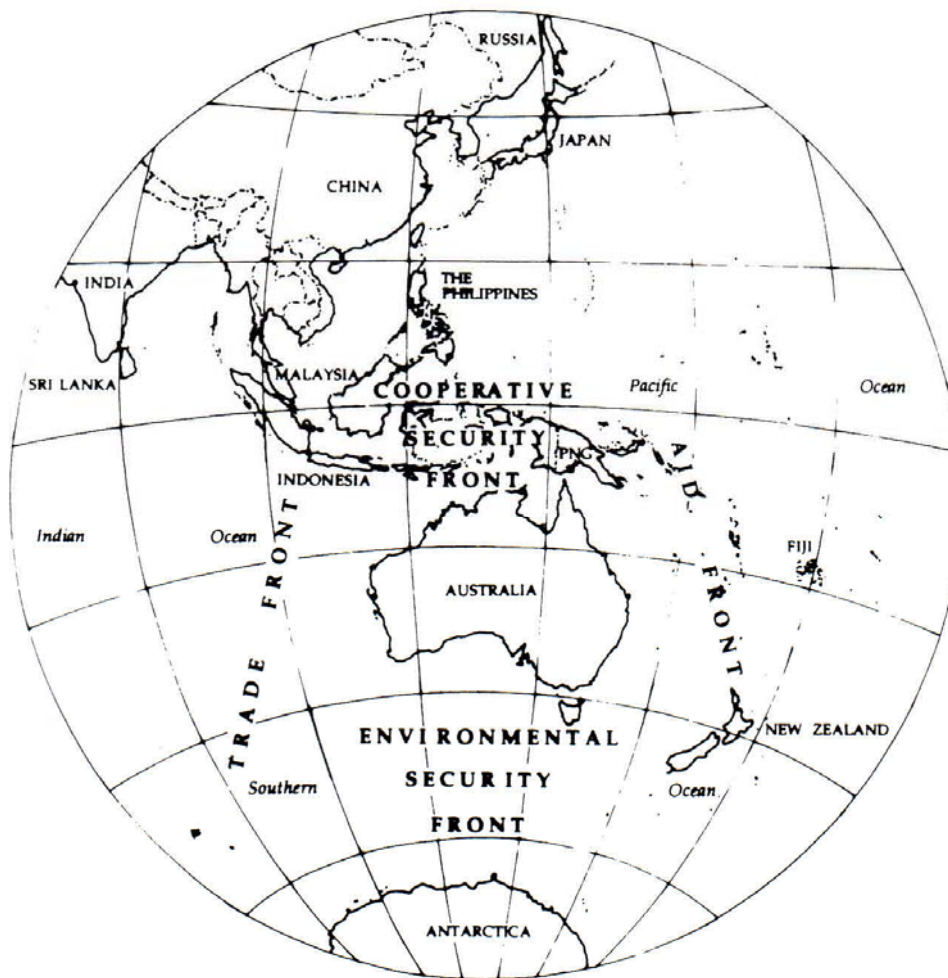 RUSSIA
JAPAN
CHINA
INDIA
THE
PHILIPPINES
SRI LANKA
MALAYSIA
COOPERATIVE
SECURITY
FRONT
Pacific
Ocean
PNG
INDONESIA
AID FRONT
Indian
Ocean
TRADE FRONT
FIJI
AUSTRALIA
ENVIRONMENTAL
SECURITY
FRONT
NEW ZEALAND
Southern
Ocean
ANTARCTICA